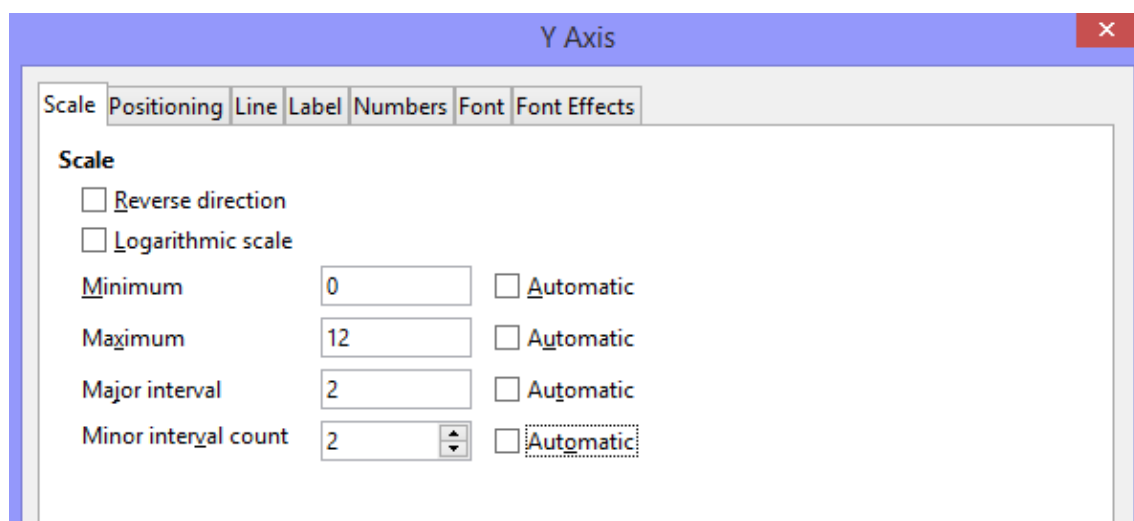 Y Axis
Scale Positioning Line Label Numbers Font Font Effects
Scale
Reverse direction
Logarithmic scale
Minimum 0 Automatic
Maximum 12 Automatic
Major interval 2 Automatic
Minor interval count 2 Automatic